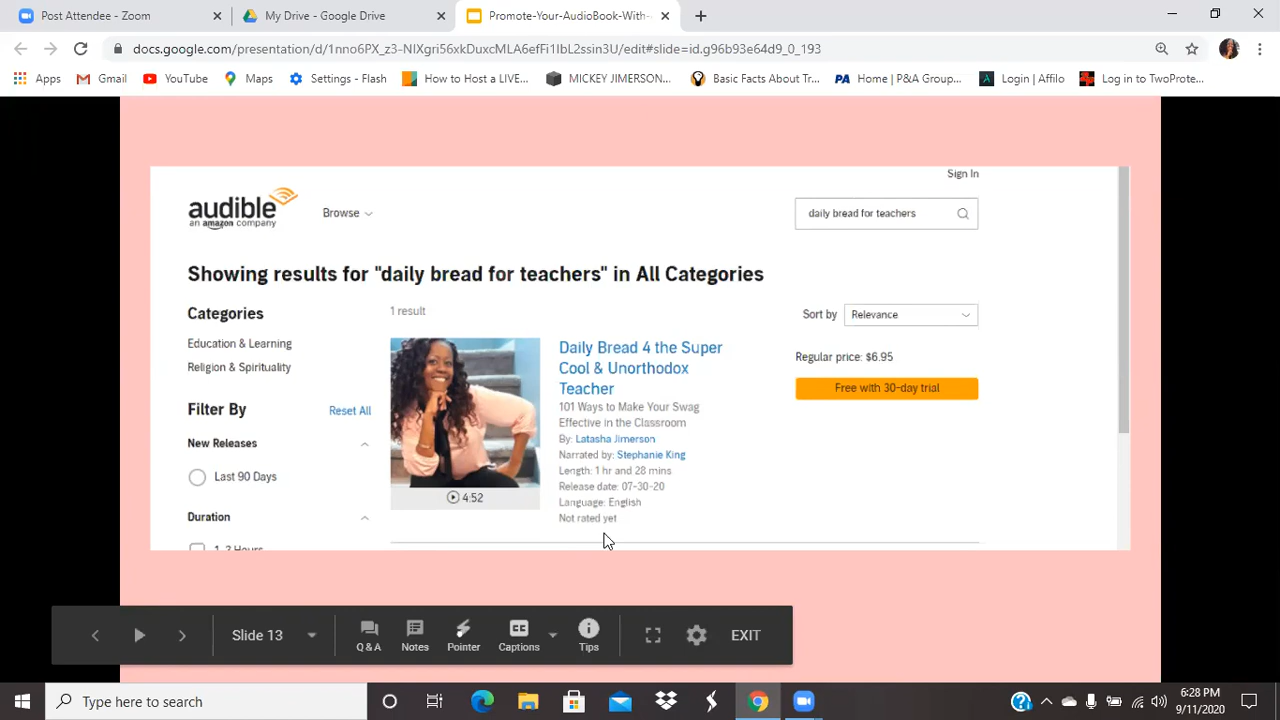 Post Attendee - Zoom
My Drive - Google Drive
Promote-Your-AudioBook-With-
docs.google.com/presentation/d/1nno6PX_z3-NIXgri56xkDuxcMLA6efFi1IbL2ssin3U/edit#slide=id.g96b93e64d9_0_193
Apps
Gmail
YouTube
Maps
Settings - Flash
How to Host a LIVE...
MICKEY JIMERSON...
Basic Facts About Tr...
PA Home | P&A Group...
Login | Affilo
Log in to TwoProte...
Sign In
audible
an amazon company
Browse
daily bread for teachers
Showing results for "daily bread for teachers" in All Categories
Categories
1 result
Sort by Relevance
Education & Learning
Religion & Spirituality
Filter By
Reset All
New Releases
Last 90 Days
Duration
1-2 Hours
4:52
Daily Bread 4 the Super
Cool & Unorthodox
Teacher
101 Ways to Make Your Swag
Effective in the Classroom
By: Latasha Jimerson
Narrated by: Stephanie King
Length: 1 hr and 28 mins
Release date: 07-30-20
Language: English
Not rated yet
Regular price: $6.95
Free with 30-day trial
Slide 13
Q & A
Notes
Pointer
CC
Captions
Tips
EXIT
Type here to search
6:28 PM
9/11/2020